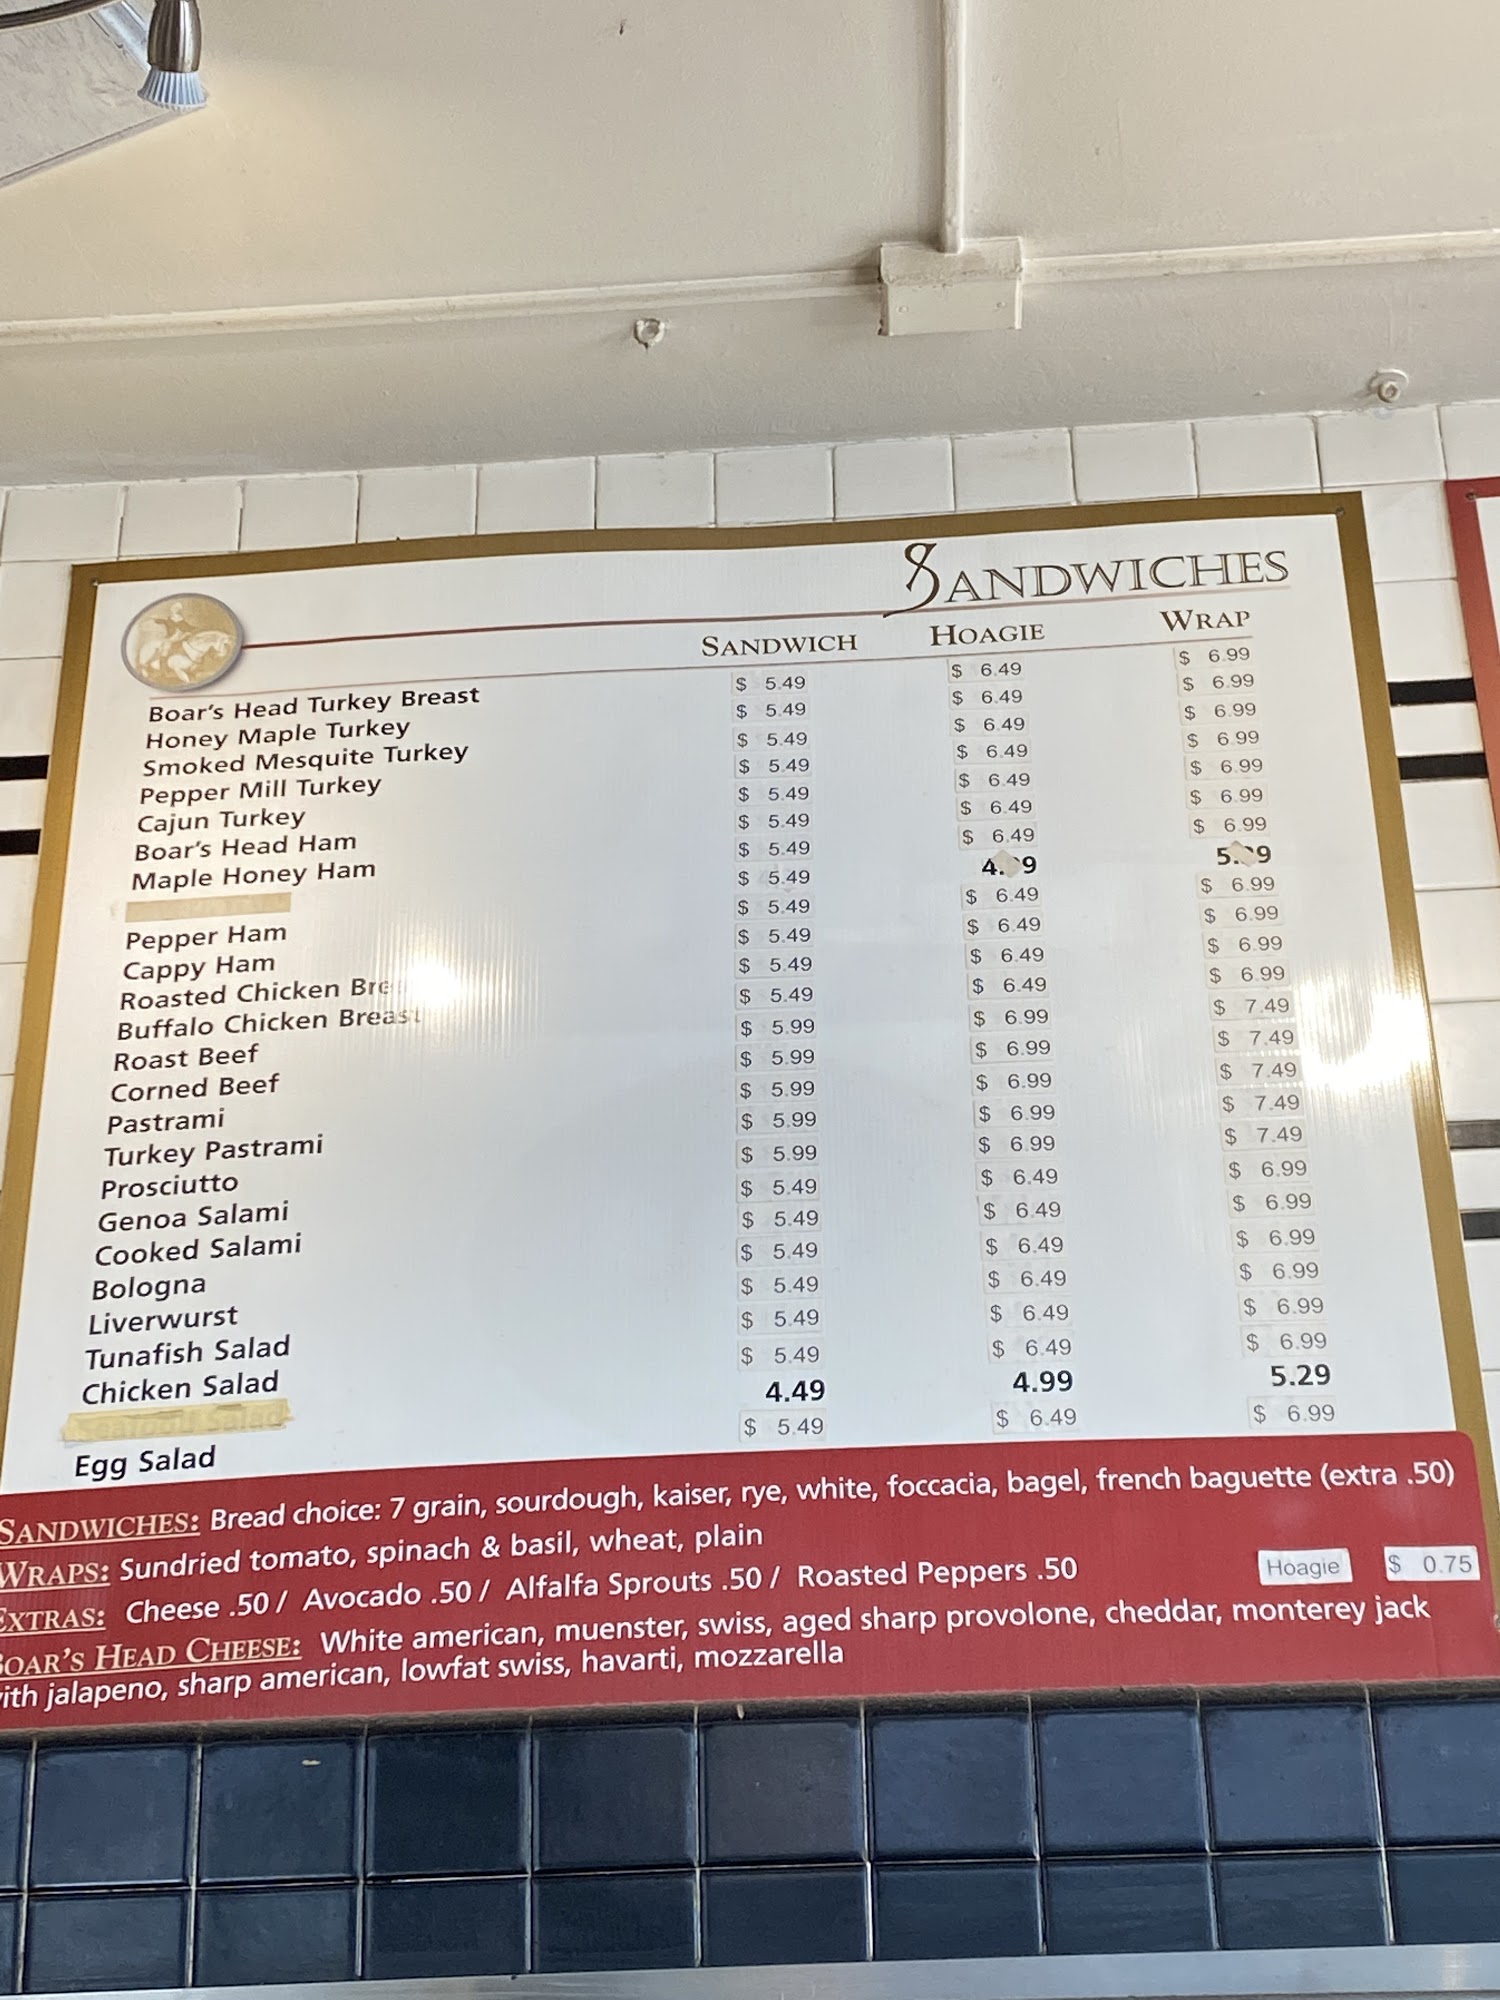 SANDWICHES
SANDWICH HOAGIE WRAP
Boar's Head Turkey Breast $ 5.49 $ 6.49 $ 6.99
Honey Maple Turkey $ 5.49 $ 6.49 $ 6.99
Smoked Mesquite Turkey $ 5.49 $ 6.49 $ 6.99
Pepper Mill Turkey $ 5.49 $ 6.49 $ 6.99
Cajun Turkey $ 5.49 $ 6.49 $ 6.99
Boar's Head Ham $ 5.49 $ 6.49 $ 6.99
Maple Honey Ham $ 5.49 $ 6.49 $ 6.99
$ 5.49
Pepper Ham $ 5.49 $ 6.49 $ 6.99
Cappy Ham $ 5.49 $ 6.49 $ 6.99
Roasted Chicken $ 5.49 $ 6.49 $ 6.99
Buffalo Chicken Breast $ 5.49 $ 6.49 $ 6.99
Roast Beef $ 5.99 $ 6.99 $ 7.49
Corned Beef $ 5.99 $ 6.99 $ 7.49
Pastrami $ 5.99 $ 6.99 $ 7.49
Turkey Pastrami $ 5.99 $ 6.99 $ 7.49
Prosciutto $ 5.99 $ 6.99 $ 7.49
Genoa Salami $ 5.49 $ 6.49 $ 6.99
Cooked Salami $ 5.49 $ 6.49 $ 6.99
Bologna $ 5.49 $ 6.49 $ 6.99
Liverwurst $ 5.49 $ 6.49 $ 6.99
Tunafish Salad $ 5.49 $ 6.49 $ 6.99
Chicken Salad $ 5.49 $ 6.49 $ 6.99
Salad 4.49 4.99 5.29
Egg Salad $ 5.49 $ 6.49 $ 6.99
SANDWICHES: Bread choice: 7 grain, sourdough, kaiser, rye, white, foccacia, bagel, french baguette (extra .50)
WRAPS: Sundried tomato, spinach & basil, wheat, plain
EXTRAS: Cheese .50 / Avocado .50 / Alfalfa Sprouts .50 / Roasted Peppers .50 Hoagie $ 0.75
BOAR'S HEAD CHEESE: White american, muenster, swiss, aged sharp provolone, cheddar, monterey jack
with jalapeno, sharp american, lowfat swiss, havarti, mozzarella